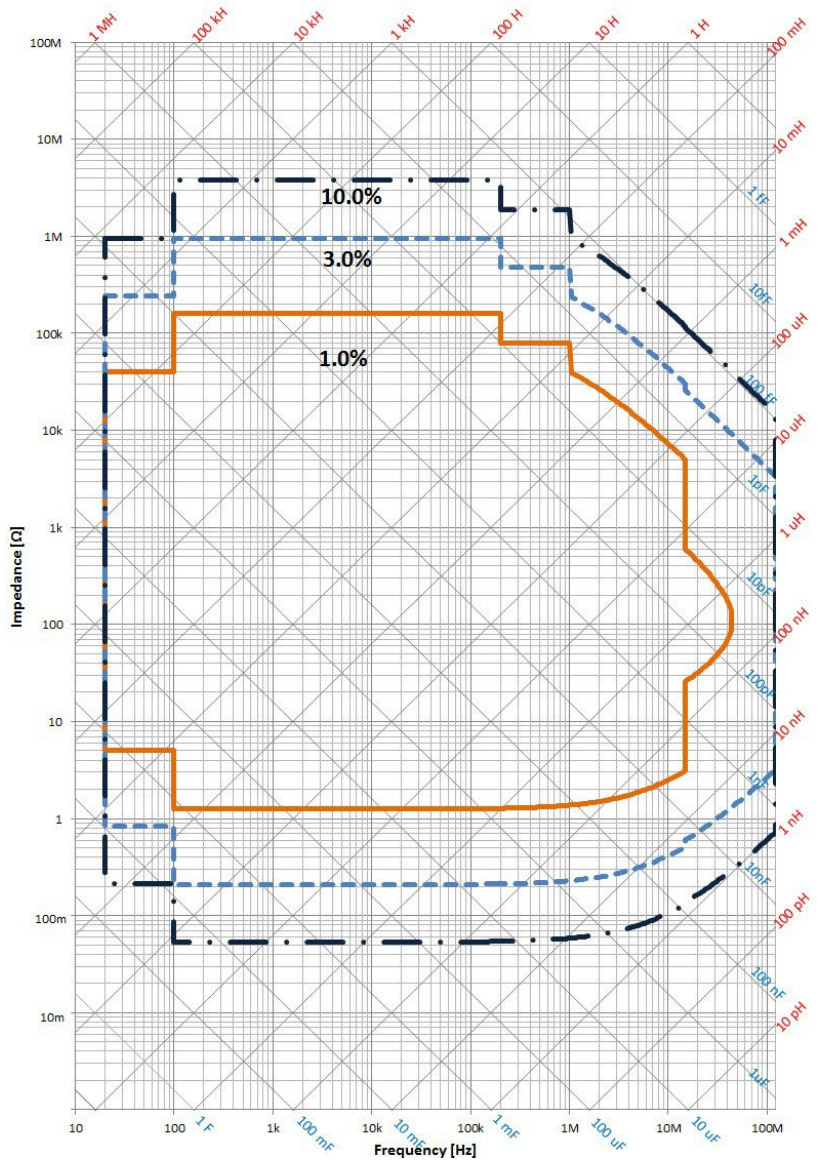 1 MH
100 kH
10 kH
1 kH
100 H
10 H
1 H
100 mH
100M
10M
1M
100k
10k
1k
100
10
1
100m
10m
10.0%
3.0%
1.0%
10 mH
1 fF
1 mH
10fF
100 uH
100 fF
10 uH
1pF
1 uH
10pF
100 nH
100pF
10 nH
1nF
1 nH
10nF
100 pH
100 nF
10 pH
1uF
Impedance [Ω]
10
100
1k
10k
100k
1M
10M
100M
1 F
100 mF
10 mF
1 mF
100 uF
10 uF
Frequency [Hz]